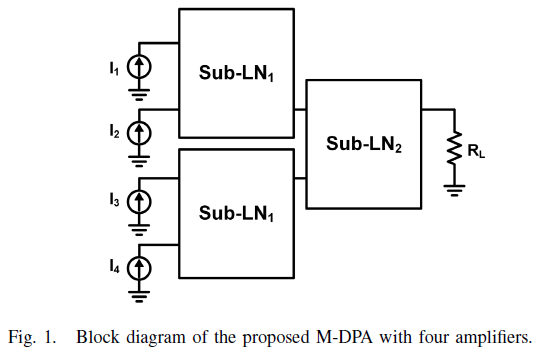 I₁
Sub-LN₁
I₂
Sub-LN₂
R_L
I₃
Sub-LN₁
I₄
Fig. 1. Block diagram of the proposed M-DPA with four amplifiers.